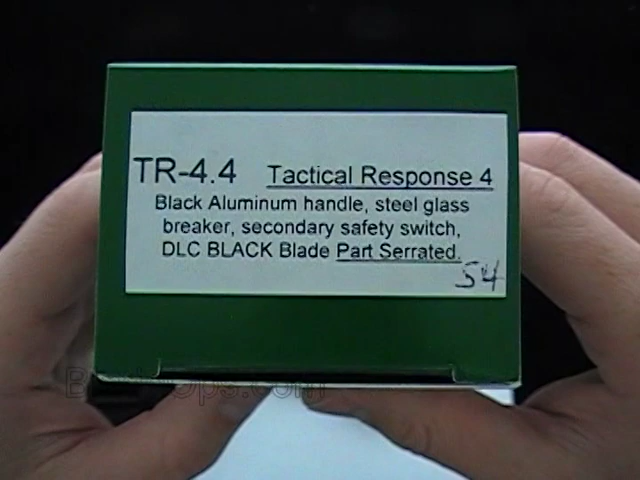 TR-4.4 Tactical Response 4
Black Aluminum handle, steel glass
breaker, secondary safety switch,
DLC BLACK Blade Part Serrated.
54